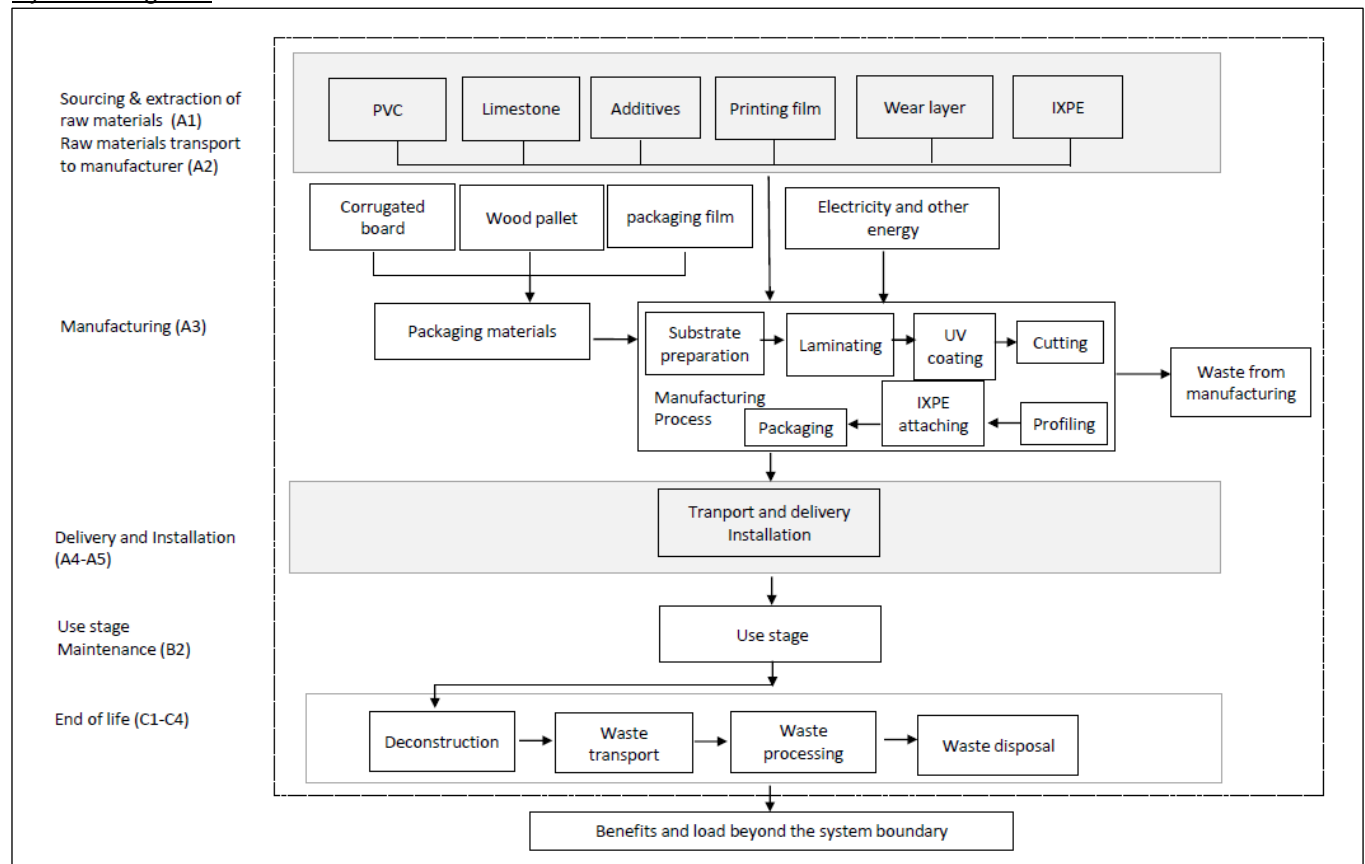 PVC
Limestone
Additives
Printing film
Wear layer
IXPE
Sourcing & extraction of
raw materials (A1)
Raw materials transport
to manufacturer (A2)
Corrugated
board
Wood pallet
packaging film
Electricity and other
energy
Manufacturing (A3)
Packaging materials
Substrate
preparation
Laminating
UV
coating
Cutting
Manufacturing
Process
Packaging
IXPE
attaching
Profiling
Waste from
manufacturing
Delivery and Installation
(A4-A5)
Tranport and delivery
Installation
Use stage
Maintenance (B2)
Use stage
End of life (C1-C4)
Deconstruction
Waste
transport
Waste
processing
Waste disposal
Benefits and load beyond the system boundary